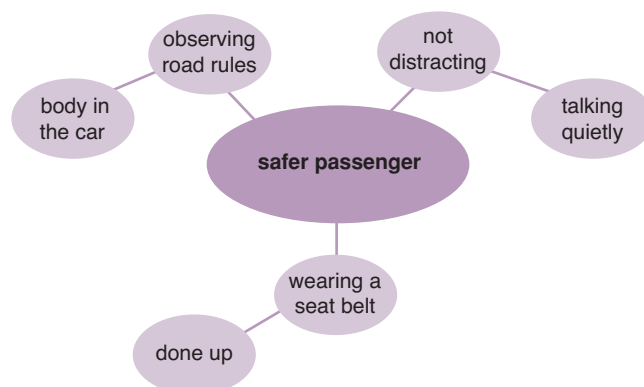 observing
road rules
not
distracting
body in
the car
talking
quietly
safer passenger
wearing a
seat belt
done up